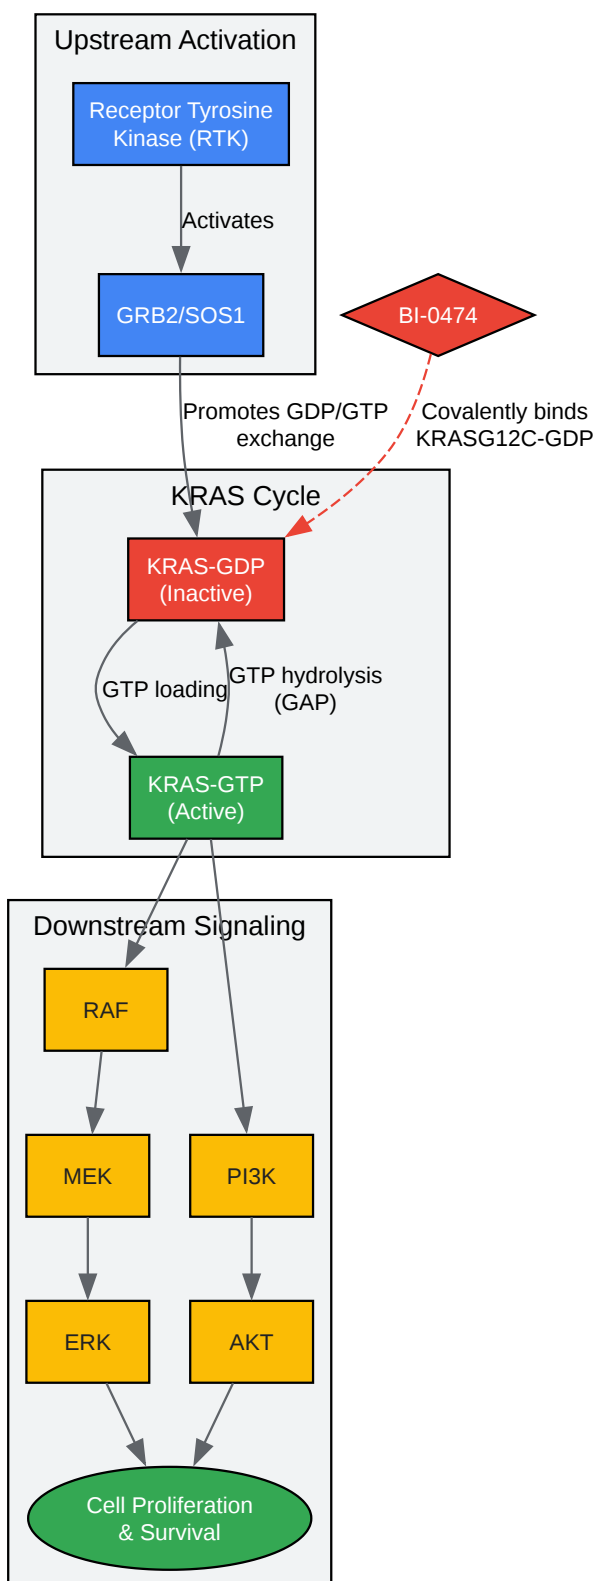 Upstream Activation
Receptor Tyrosine
Kinase (RTK)
Activates
GRB2/SOS1
BI-0474
Promotes GDP/GTP
exchange
Covalently binds
KRASG12C-GDP
KRAS Cycle
KRAS-GDP
(Inactive)
GTP loading
GTP hydrolysis
(GAP)
KRAS-GTP
(Active)
Downstream Signaling
RAF
MEK
PI3K
ERK
AKT
Cell Proliferation
& Survival